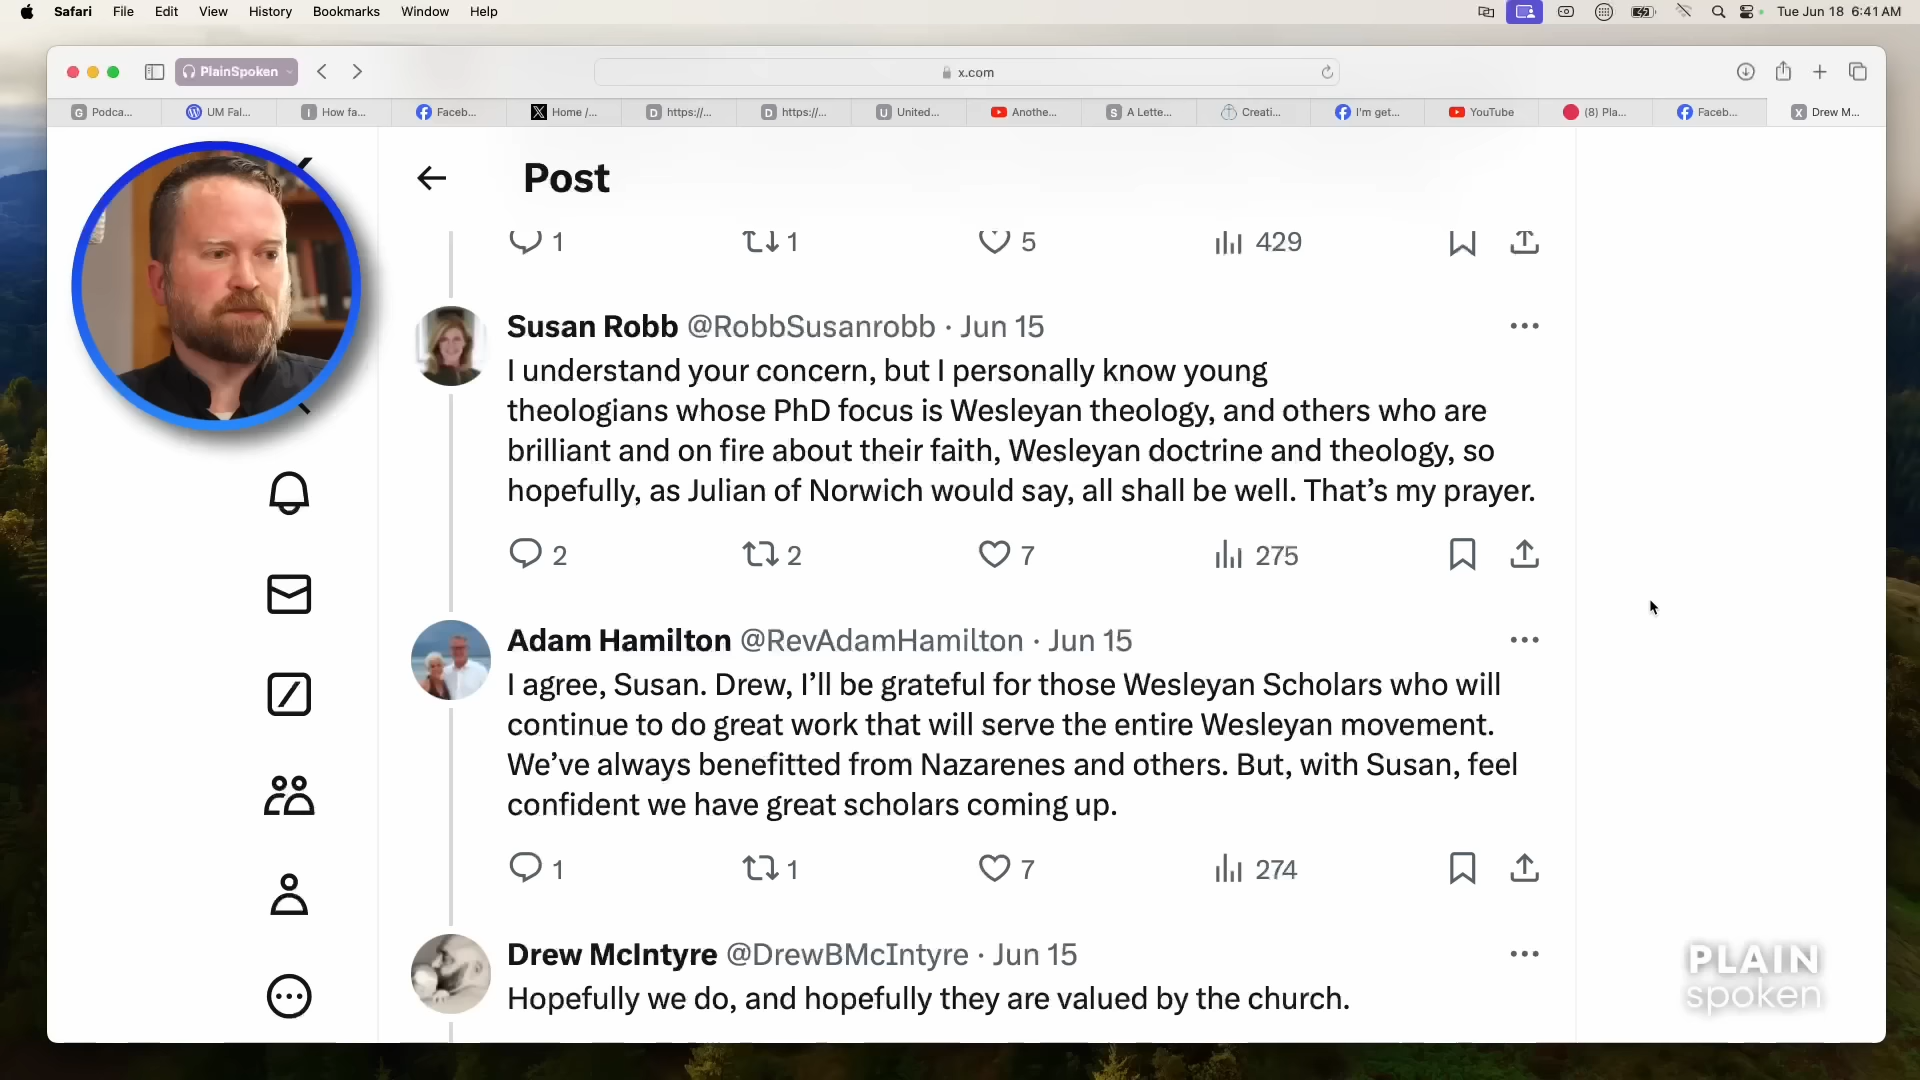 Safari File Edit View History Bookmarks Window Help Tue Jun 18 6:41 AM
PlainSpoken x.com
Podca... UM Fal... How fa... Faceb... Home /... https://... https://... United... Anothe... A Lette... Creati... I'm get... YouTube (8) Pla... Faceb... Drew M...
Post
1 1 5 429
Susan Robb @RobbSusanrobb · Jun 15
I understand your concern, but I personally know young
theologians whose PhD focus is Wesleyan theology, and others who are
brilliant and on fire about their faith, Wesleyan doctrine and theology, so
hopefully, as Julian of Norwich would say, all shall be well. That's my prayer.
2 2 7 275
Adam Hamilton @RevAdamHamilton · Jun 15
I agree, Susan. Drew, I'll be grateful for those Wesleyan Scholars who will
continue to do great work that will serve the entire Wesleyan movement.
We've always benefitted from Nazarenes and others. But, with Susan, feel
confident we have great scholars coming up.
1 1 7 274
Drew McIntyre @DrewBMcIntyre · Jun 15
Hopefully we do, and hopefully they are valued by the church.
PLAIN
spoken